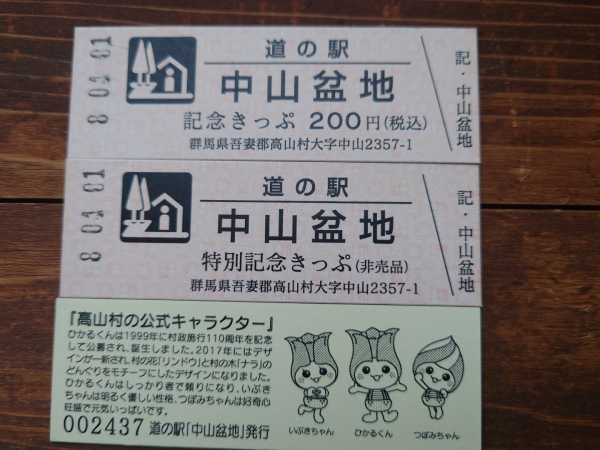 8.04.01
道の駅
中山盆地
記念きっぷ 200円(税込)
群馬県吾妻郡高山村大字中山2357-1
記・中山盆地
8.04.01
道の駅
中山盆地
特別記念きっぷ(非売品)
群馬県吾妻郡高山村大字中山2357-1
記・中山盆地
『高山村の公式キャラクター』
ひかるくんは1999年に村政施行110周年を記念
して公募され、誕生しました。2017年にはデザ
インが一新され、村の花「リンドウ」と村の木「ナラ」の
どんぐりをモチーフにしたデザインになりました。
ひかるくんはしっかり者で頼りになり、いぶき
ちゃんは明るく優しい性格、つぼみちゃんは好奇心
旺盛で元気いっぱいです。
いぶきちゃん ひかるくん つぼみちゃん
002437 道の駅「中山盆地」発行